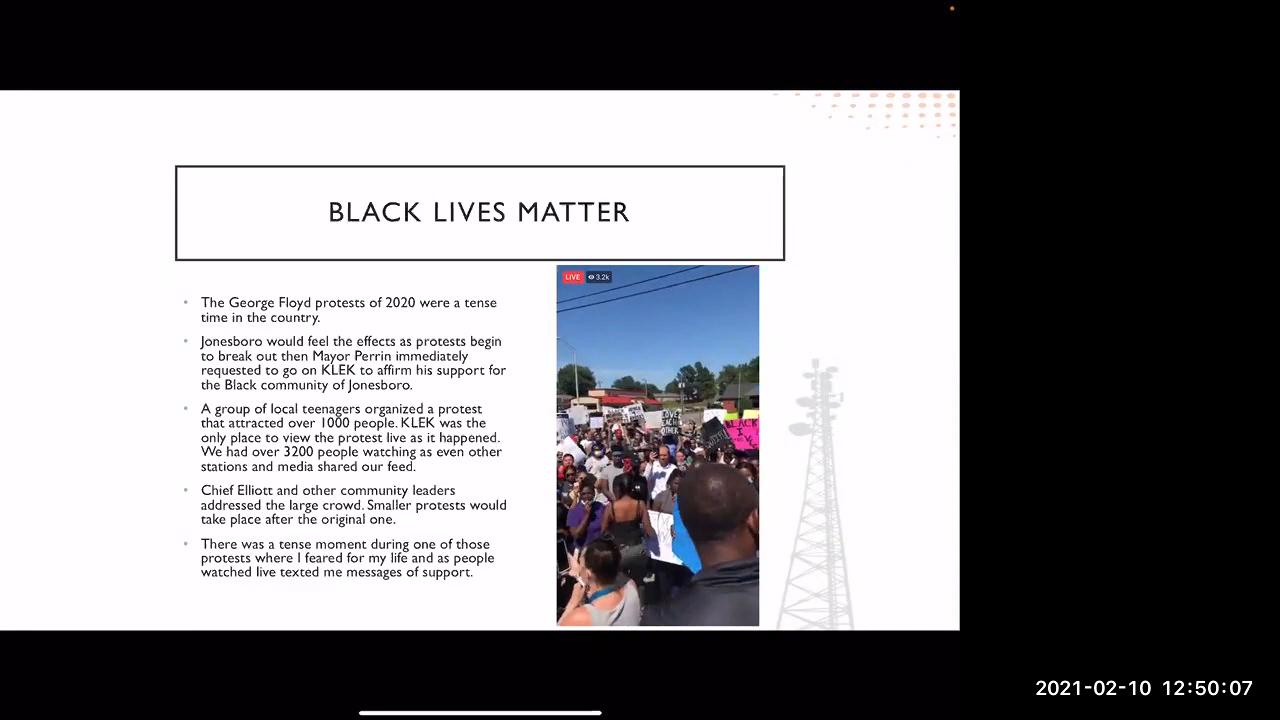 BLACK LIVES MATTER
The George Floyd protests of 2020 were a tense
time in the country.
Jonesboro would feel the effects as protests begin
to break out then Mayor Perrin immediately
requested to go on KLEK to affirm his support for
the Black community of Jonesboro.
A group of local teenagers organized a protest
that attracted over 1000 people. KLEK was the
only place to view the protest live as it happened.
We had over 3200 people watching as even other
stations and media shared our feed.
Chief Elliott and other community leaders
addressed the large crowd. Smaller protests would
take place after the original one.
There was a tense moment during one of those
protests where I feared for my life and as people
watched live texted me messages of support.
LIVE 3.2k
LOVE
EACH
OTHER
BLACK
2021-02-10 12:50:07